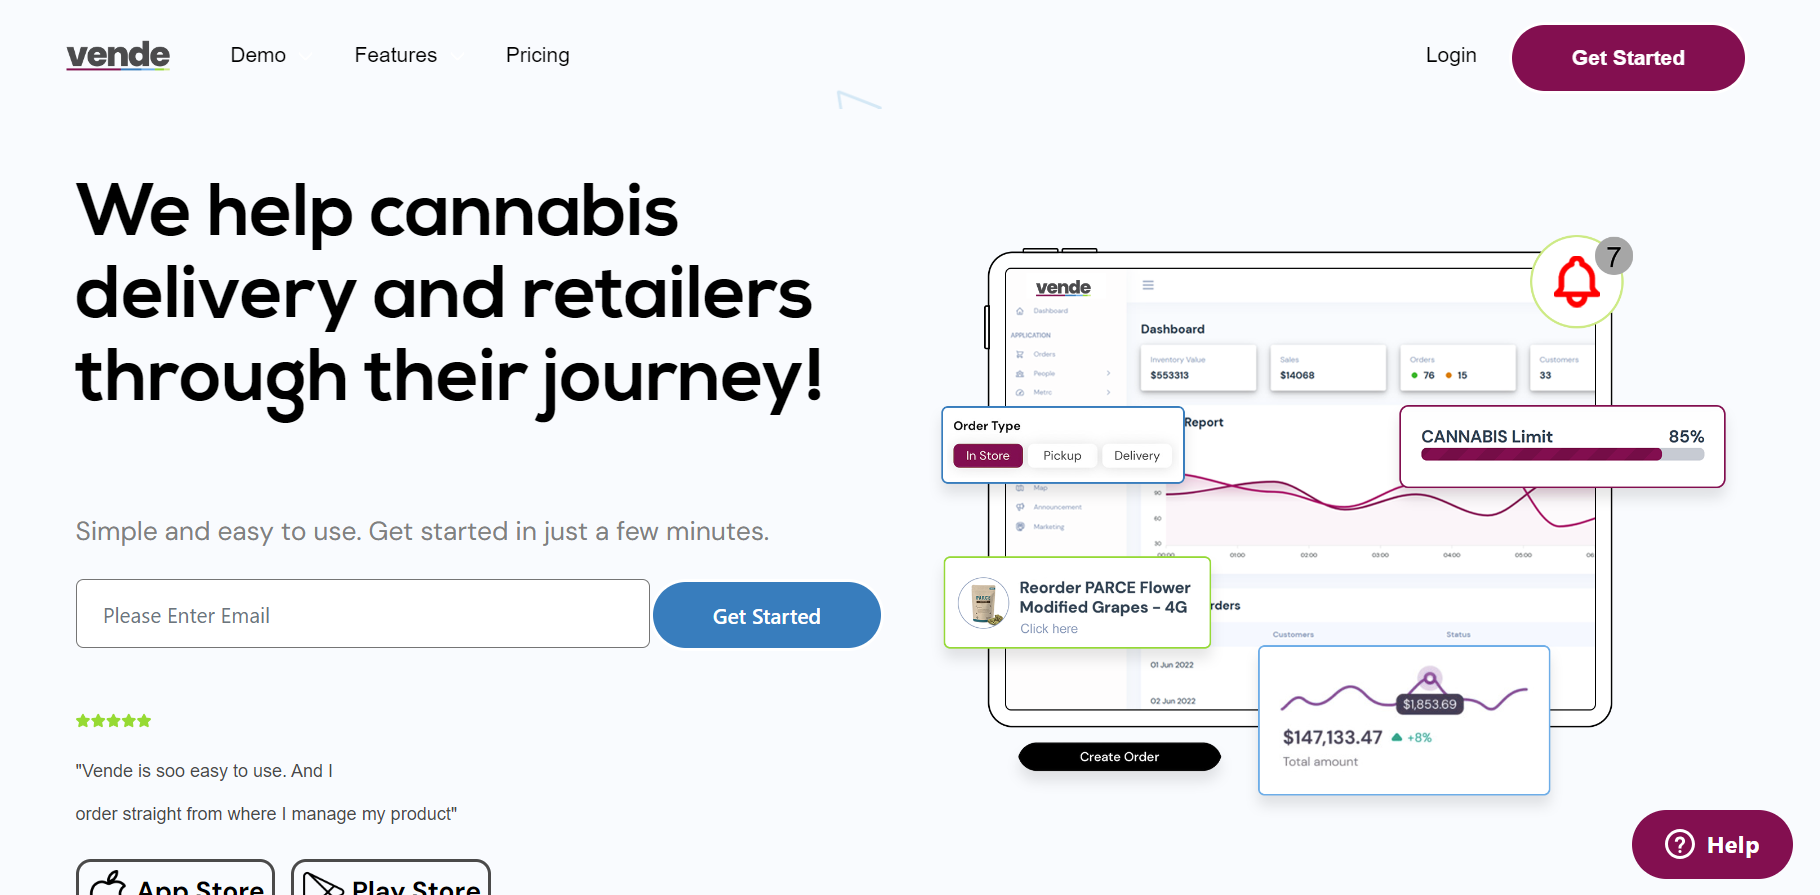 vende
Demo
Features
Pricing
Login
Get Started
We help cannabis
delivery and retailers
through their journey!
Simple and easy to use. Get started in just a few minutes.
Please Enter Email
Get Started
"Vende is soo easy to use. And I
order straight from where I manage my product"
App Store
Play Store
7
vende
Dashboard
APPLICATION
Orders
People
Metrc
Map
Announcement
Marketing
Dashboard
Inventory Value
$553313
Sales
$14068
Orders
76
15
Customers
33
Order Type
In Store
Pickup
Delivery
Report
CANNABIS Limit
85%
90
60
30
00:00
01:00
02:00
03:00
04:00
05:00
Reorder PARCE Flower
Modified Grapes - 4G
Click here
PARCE
rders
Customers
Status
01 Jun 2022
02 Jun 2022
$1,853.69
$147,133.47
+8%
Total amount
Create Order
Help